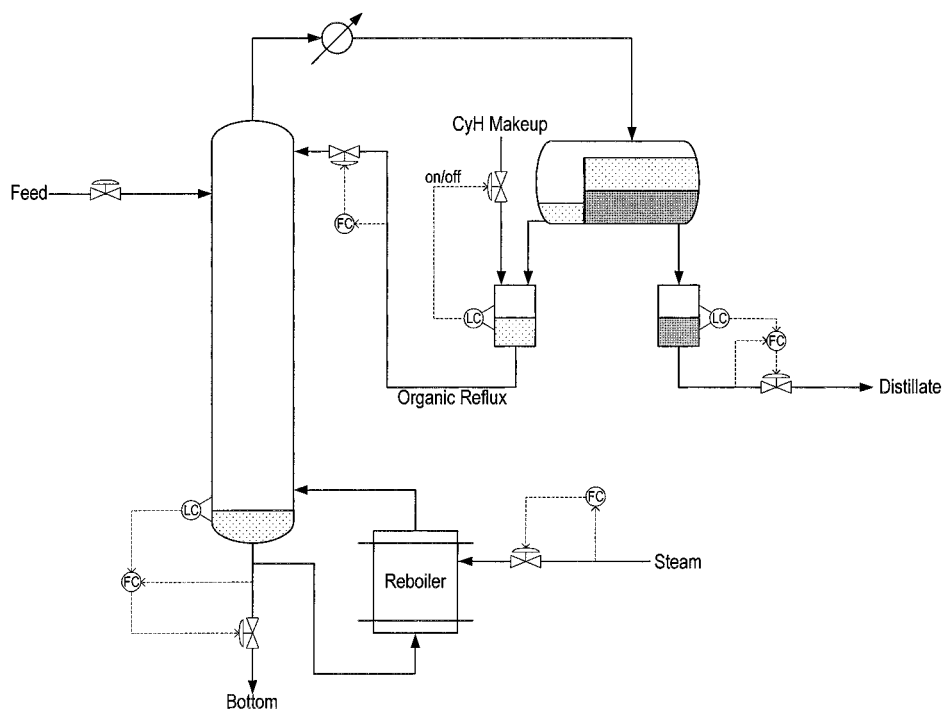 CyH Makeup
on/off
Feed
FC
LC
LC
FC
Organic Reflux
Distillate
LC
FC
FC
Steam
Reboiler
Bottom